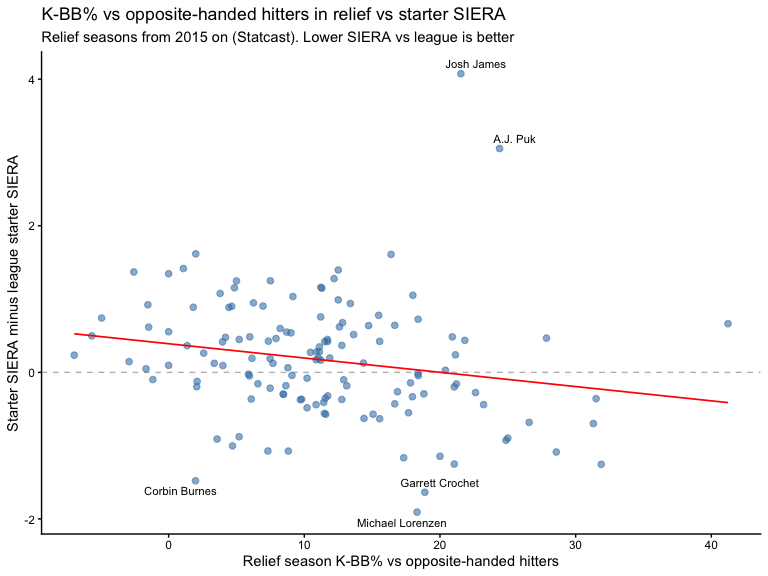 K-BB% vs opposite-handed hitters in relief vs starter SIERA
Relief seasons from 2015 on (Statcast). Lower SIERA vs league is better
Josh James
A.J. Puk
Corbin Burnes
Garrett Crochet
Michael Lorenzen
Starter SIERA minus league starter SIERA
4
2
0
-2
0
10
20
30
40
Relief season K-BB% vs opposite-handed hitters